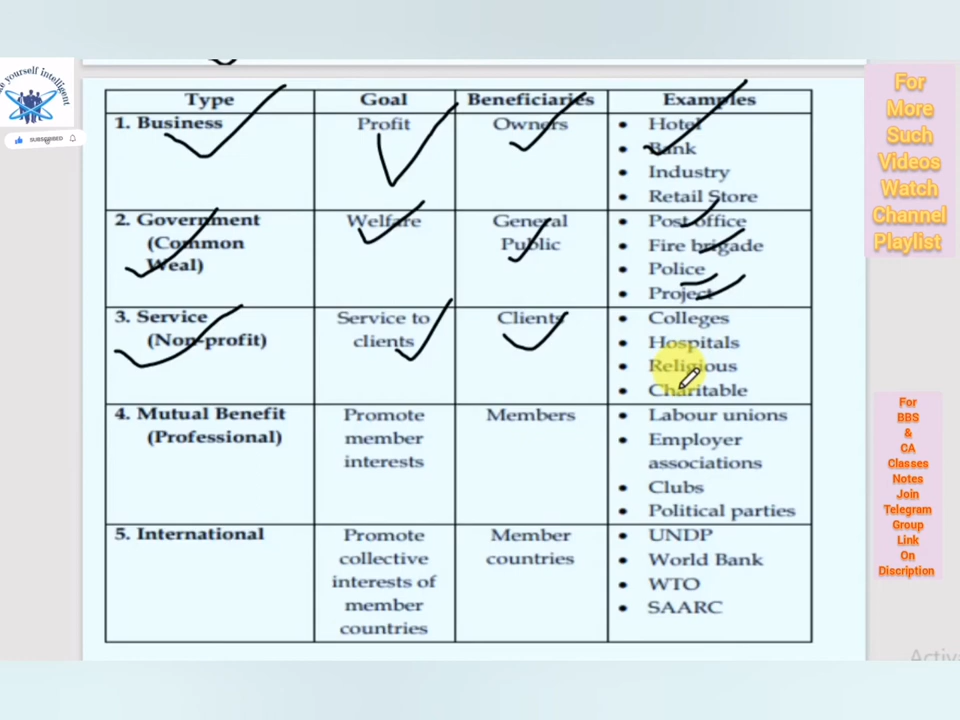 e yourself intelligent
SUBSCRIBED
Type Goal Beneficiaries Examples
1. Business Profit Owners • Hotel
• Bank
• Industry
• Retail Store
2. Government Welfare General • Post office
(Common Public • Fire brigade
Weal) • Police
• Project
3. Service Service to Clients • Colleges
(Non-profit) clients • Hospitals
• Religious
• Charitable
4. Mutual Benefit Promote Members • Labour unions
(Professional) member • Employer
interests associations
• Clubs
• Political parties
5. International Promote Member • UNDP
collective countries • World Bank
interests of • WTO
member • SAARC
countries
For
More
Such
Videos
Watch
Channel
Playlist
For
BBS
&
CA
Classes
Notes
Join
Telegram
Group
Link
On
Discription
Activa